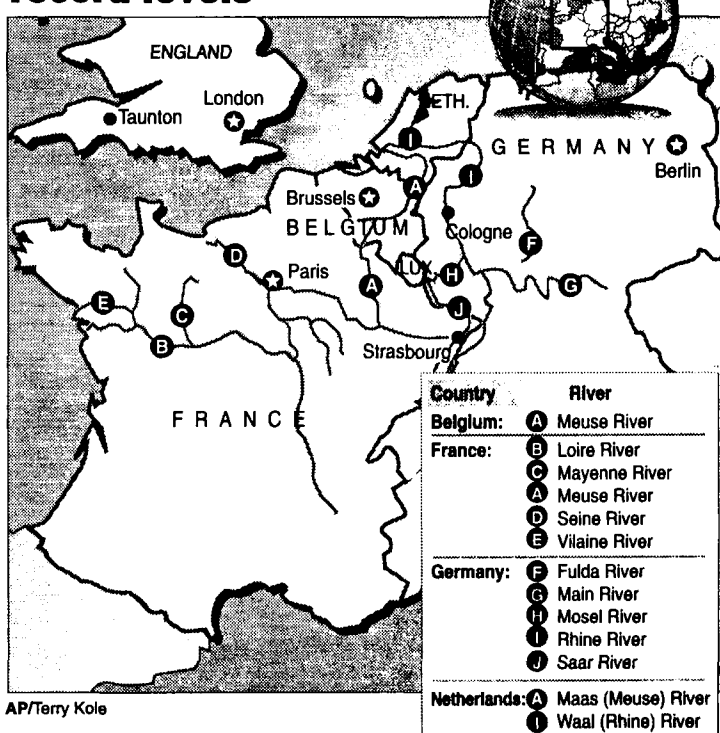 record levels
ENGLAND
Taunton
London
ETH.
I
GERMANY
Berlin
I
Brussels
A
BELGIUM
Cologne
F
D
Paris
LUX.
H
G
A
E
C
J
B
Strasbourg
FRANCE
Country River
Belgium: A Meuse River
France: B Loire River
C Mayenne River
A Meuse River
D Seine River
E Vilaine River
Germany: F Fulda River
G Main River
H Mosel River
I Rhine River
J Saar River
Netherlands: A Maas (Meuse) River
I Waal (Rhine) River
AP/Terry Kole